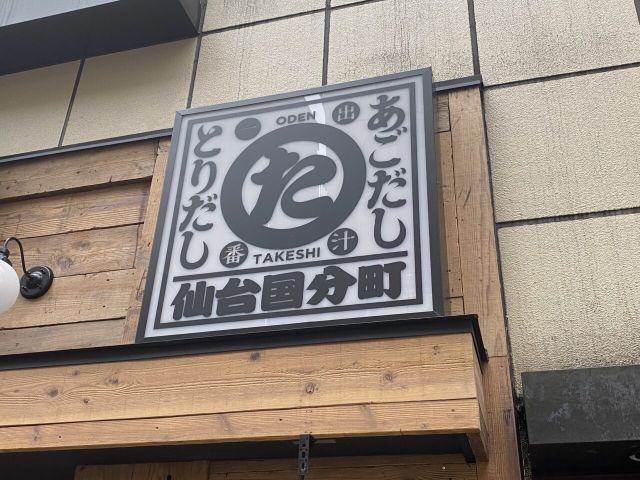 あごだし
とりだし
一番
出汁
ODEN
た
TAKESHI
仙台国分町